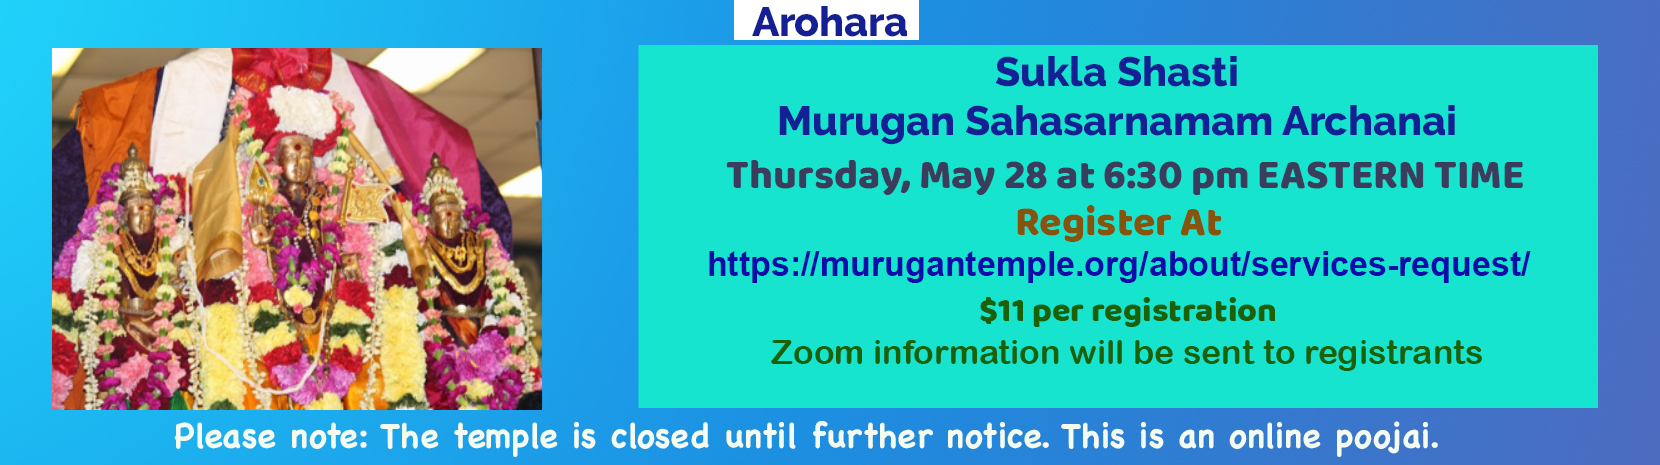 Arohara
Sukla Shasti
Murugan Sahasarnamam Archanai
Thursday, May 28 at 6:30 pm EASTERN TIME
Register At
https://murugantemple.org/about/services-request/
$11 per registration
Zoom information will be sent to registrants
Please note: The temple is closed until further notice. This is an online poojai.